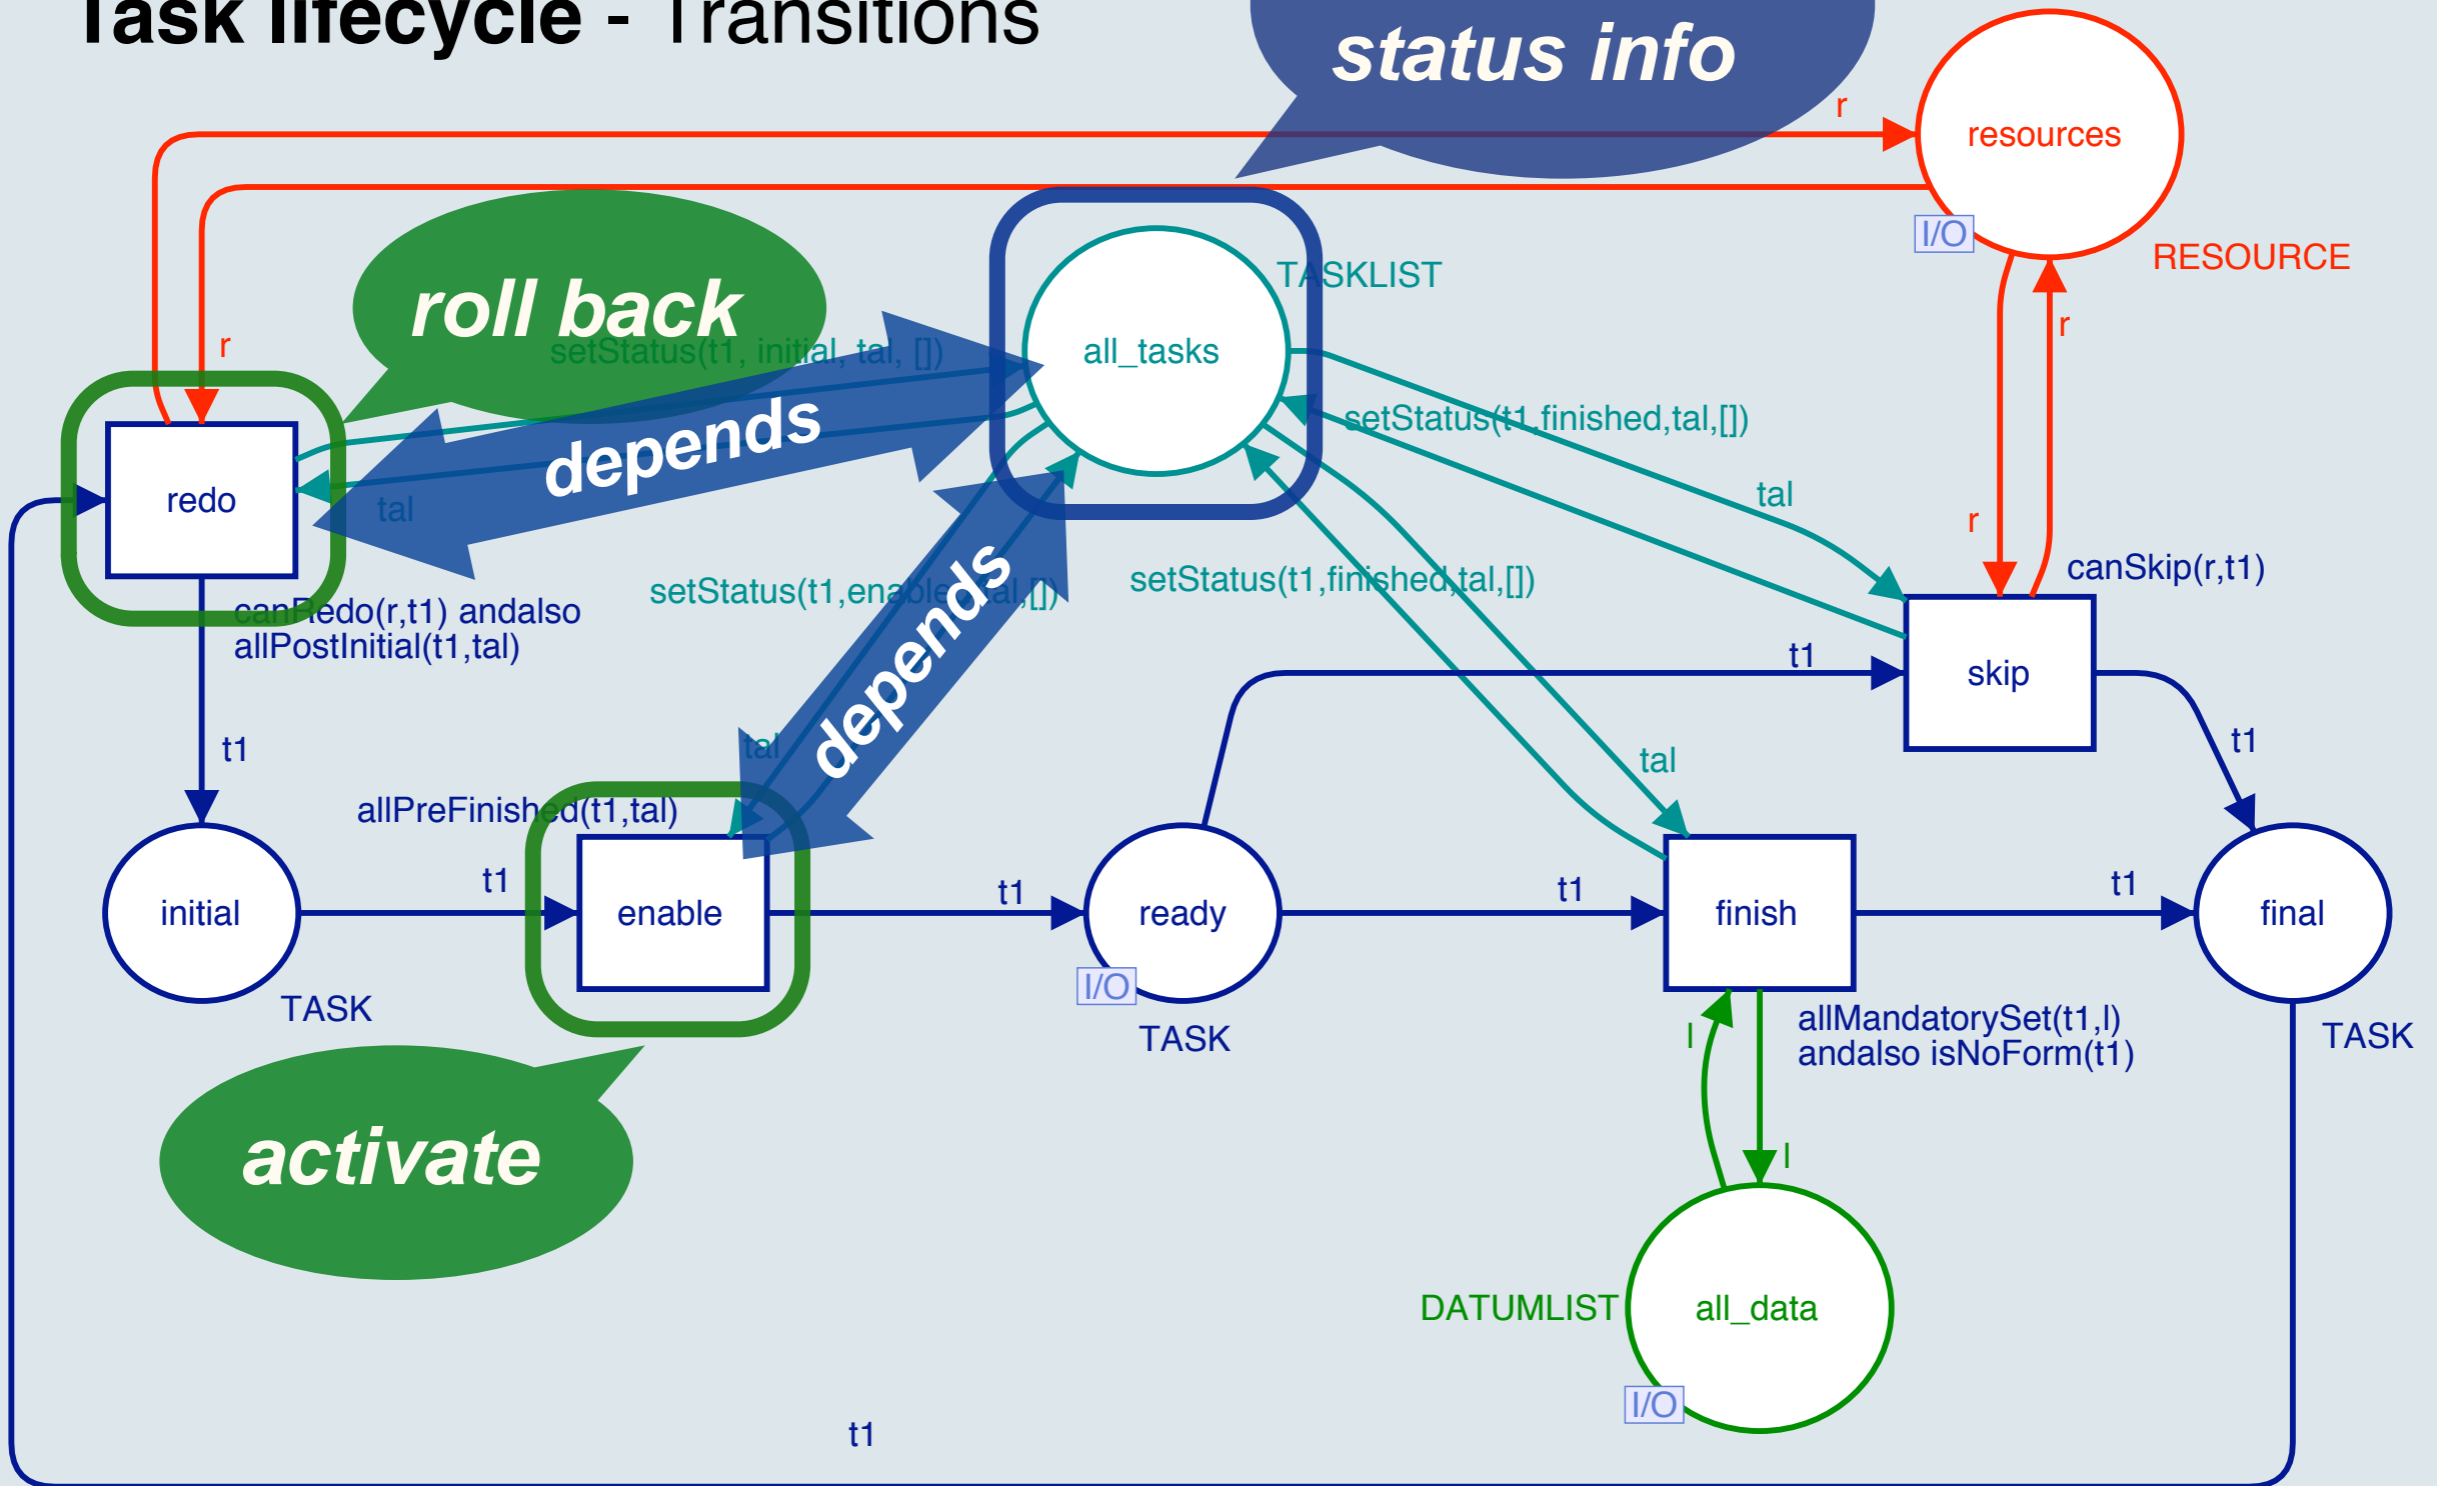 Task lifecycle - Transitions
status info
r
resources
I/O
RESOURCE
roll back
TASKLIST
r
r
setStatus(t1, initial, tal, [])
all_tasks
setStatus(t1,finished,tal,[])
depends
tal
redo
tal
r
canSkip(r,t1)
setStatus(t1,enabled,tal,[])
setStatus(t1,finished,tal,[])
depends
canRedo(r,t1) andalso
allPostInitial(t1,tal)
t1
skip
t1
t1
tal
tal
allPreFinished(t1,tal)
t1
t1
t1
t1
initial
enable
ready
finish
final
I/O
TASK
TASK
TASK
allMandatorySet(t1,l)
andalso isNoForm(t1)
l
l
activate
DATUMLIST
all_data
I/O
t1